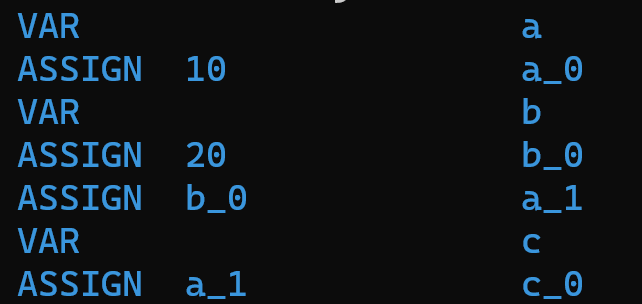 VAR a
ASSIGN 10 a_0
VAR b
ASSIGN 20 b_0
ASSIGN b_0 a_1
VAR c
ASSIGN a_1 c_0